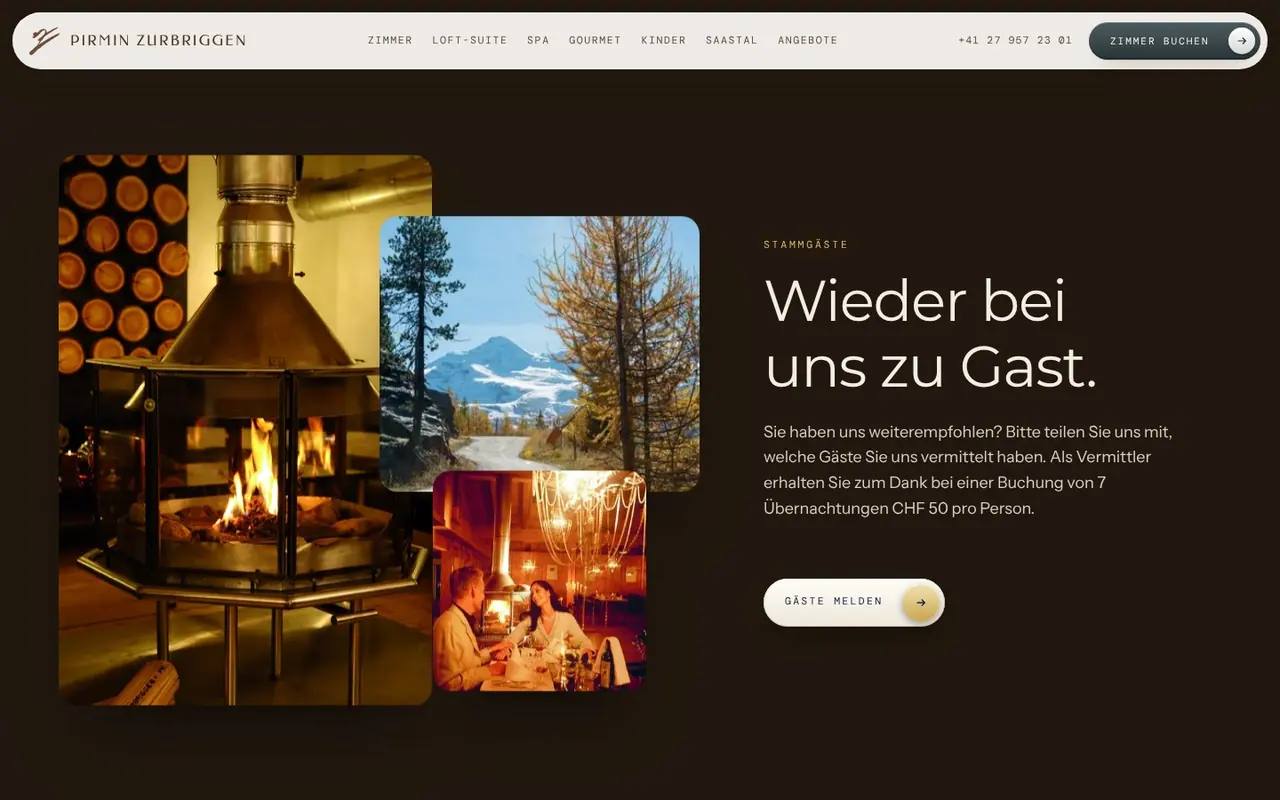 PIRMIN ZURBRIGGEN
ZIMMER LOFT-SUITE SPA GOURMET KINDER SAASTAL ANGEBOTE
+41 27 957 23 01
ZIMMER BUCHEN
STAMMGÄSTE
Wieder bei
uns zu Gast.
Sie haben uns weiterempfohlen? Bitte teilen Sie uns mit,
welche Gäste Sie uns vermittelt haben. Als Vermittler
erhalten Sie zum Dank bei einer Buchung von 7
Übernachtungen CHF 50 pro Person.
GÄSTE MELDEN